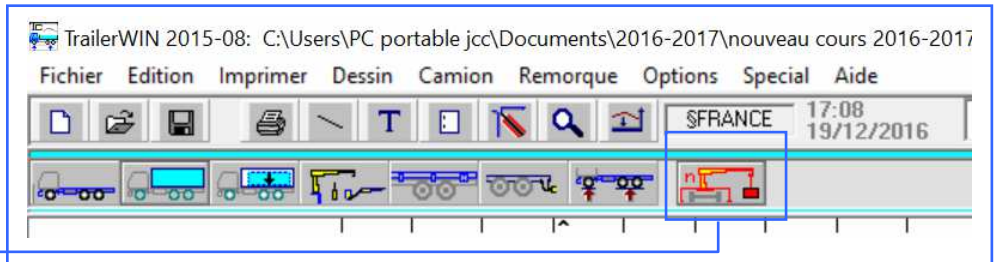 TrailerWIN 2015-08: C:\Users\PC portable jcc\Documents\2016-2017\nouveau cours 2016-2017
Fichier Edition Imprimer Dessin Camion Remorque Options Special Aide
T §FRANCE 17:08
19/12/2016
n